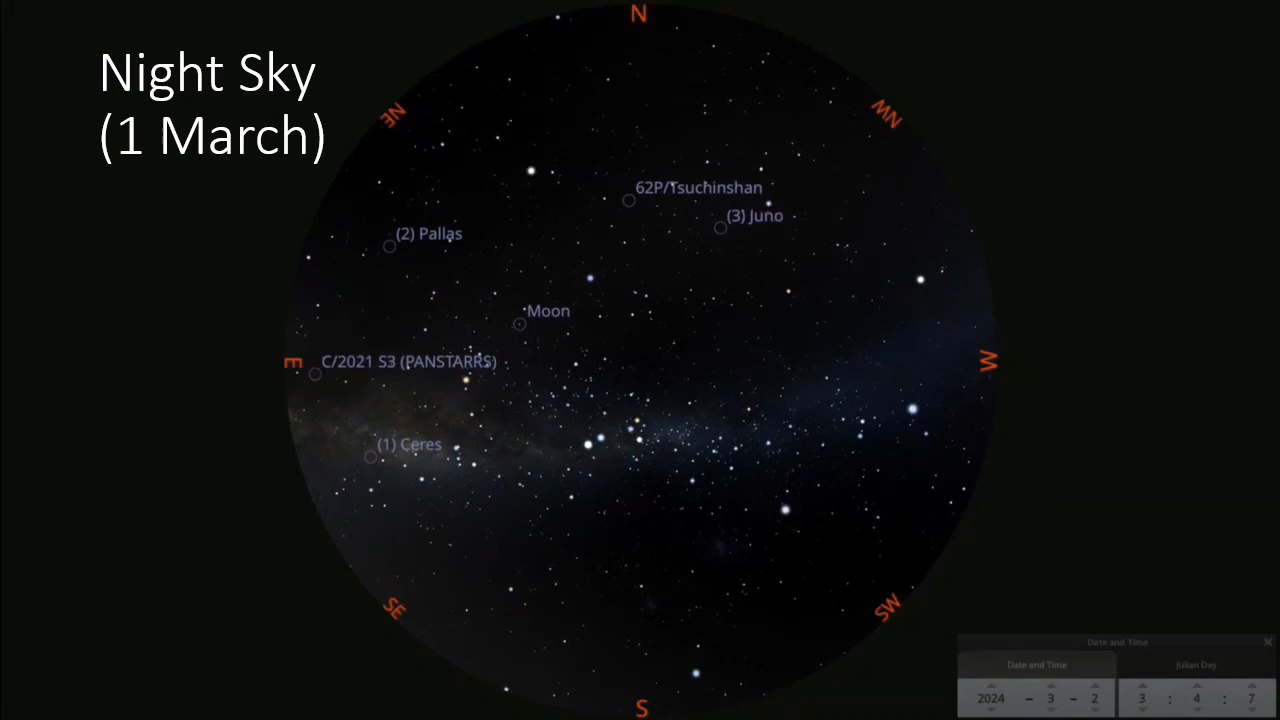 Night Sky
(1 March)
N
NE
NW
62P/Tsuchinshan
(3) Juno
(2) Pallas
Moon
E
C/2021 S3 (PANSTARRS)
W
(1) Ceres
SE
SW
S
Date and Time
Date and Time
Julian Day
2024 - 3 - 2
3 : 4 : 7